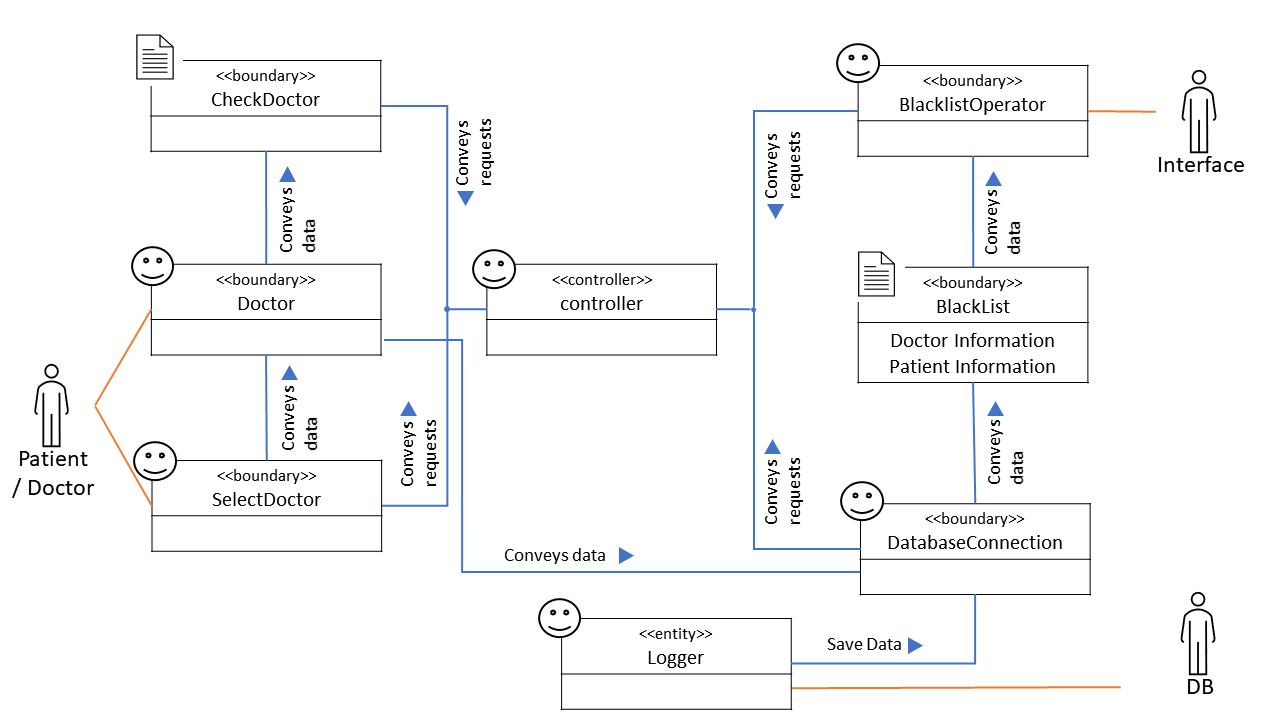 <<boundary>>
CheckDoctor
Conveys
requests
Conveys
data
<<boundary>>
Doctor
Conveys
data
Patient
/ Doctor
<<boundary>>
SelectDoctor
Conveys
requests
<<controller>>
controller
Conveys data
<<entity>>
Logger
Save Data
<<boundary>>
BlacklistOperator
Interface
Conveys
requests
Conveys
data
<<boundary>>
BlackList
Doctor Information
Patient Information
Conveys
requests
Conveys
data
<<boundary>>
DatabaseConnection
DB